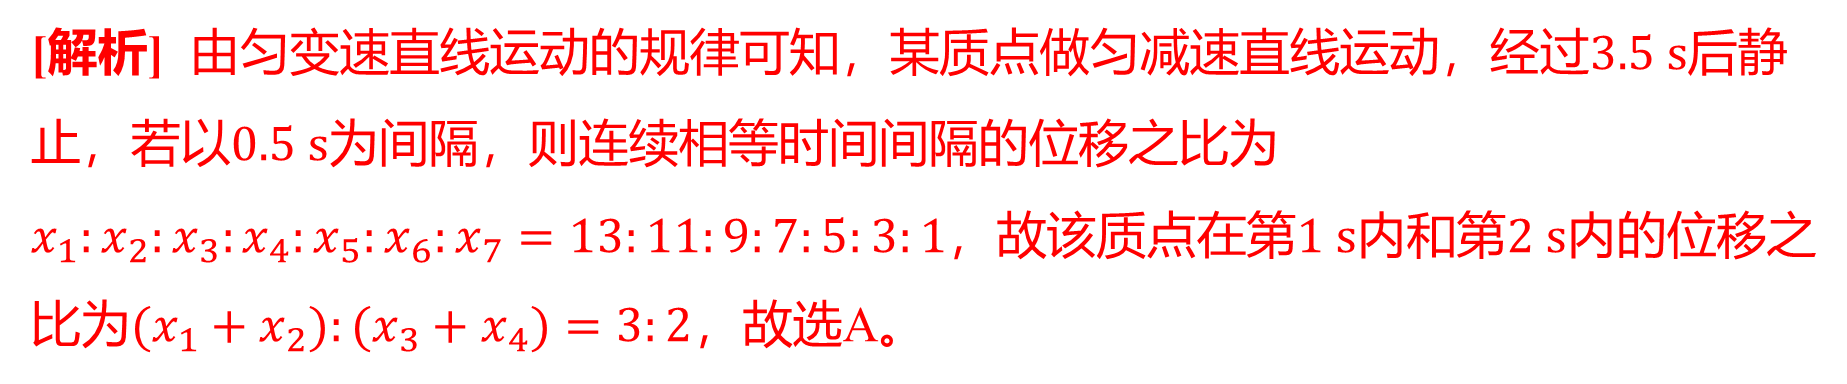 [解析] 由匀变速直线运动的规律可知，某质点做匀减速直线运动，经过3.5 s后静
止，若以0.5 s为间隔，则连续相等时间间隔的位移之比为
x₁:x₂:x₃:x₄:x₅:x₆:x₇ = 13:11:9:7:5:3:1，故该质点在第1 s内和第2 s内的位移之
比为(x₁ + x₂):(x₃ + x₄) = 3:2，故选A。